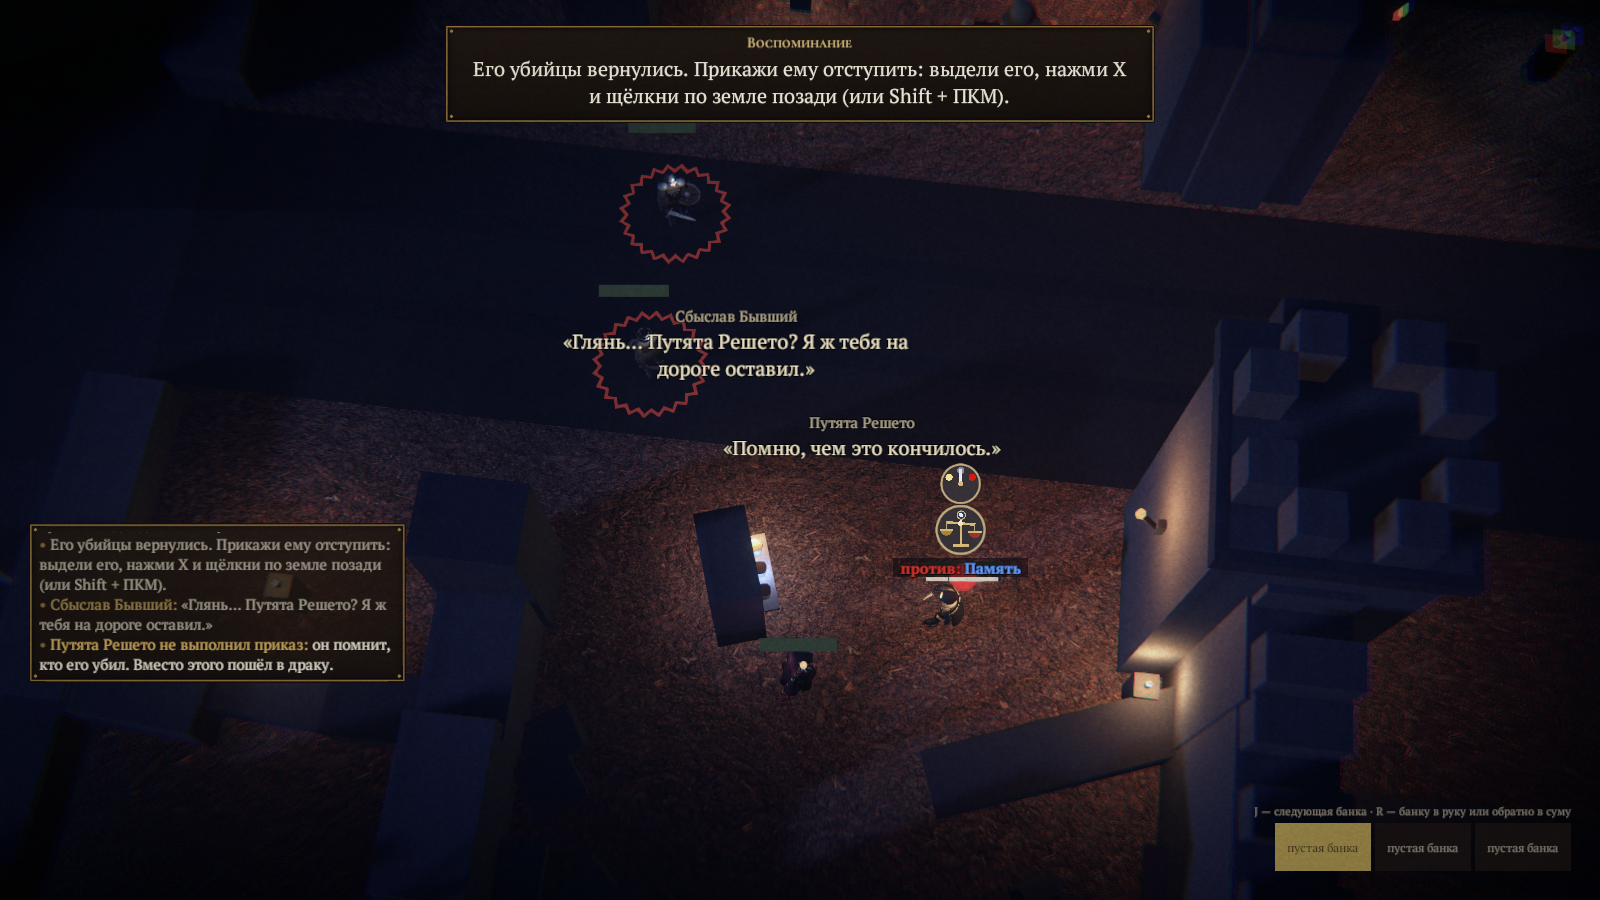 Воспоминание
Его убийцы вернулись. Прикажи ему отступить: выдели его, нажми X
и щёлкни по земле позади (или Shift + ПКМ).
Сбыслав Бывший
«Глянь... Путята Решето? Я ж тебя на
дороге оставил.»
Путята Решето
«Помню, чем это кончилось.»
против: Память
• Его убийцы вернулись. Прикажи ему отступить:
выдели его, нажми X и щёлкни по земле позади
(или Shift + ПКМ).
• Сбыслав Бывший: «Глянь... Путята Решето? Я ж
тебя на дороге оставил.»
• Путята Решето не выполнил приказ: он помнит,
кто его убил. Вместо этого пошёл в драку.
J — следующая банка · R — банку в руку или обратно в суму
пустая банка
пустая банка
пустая банка